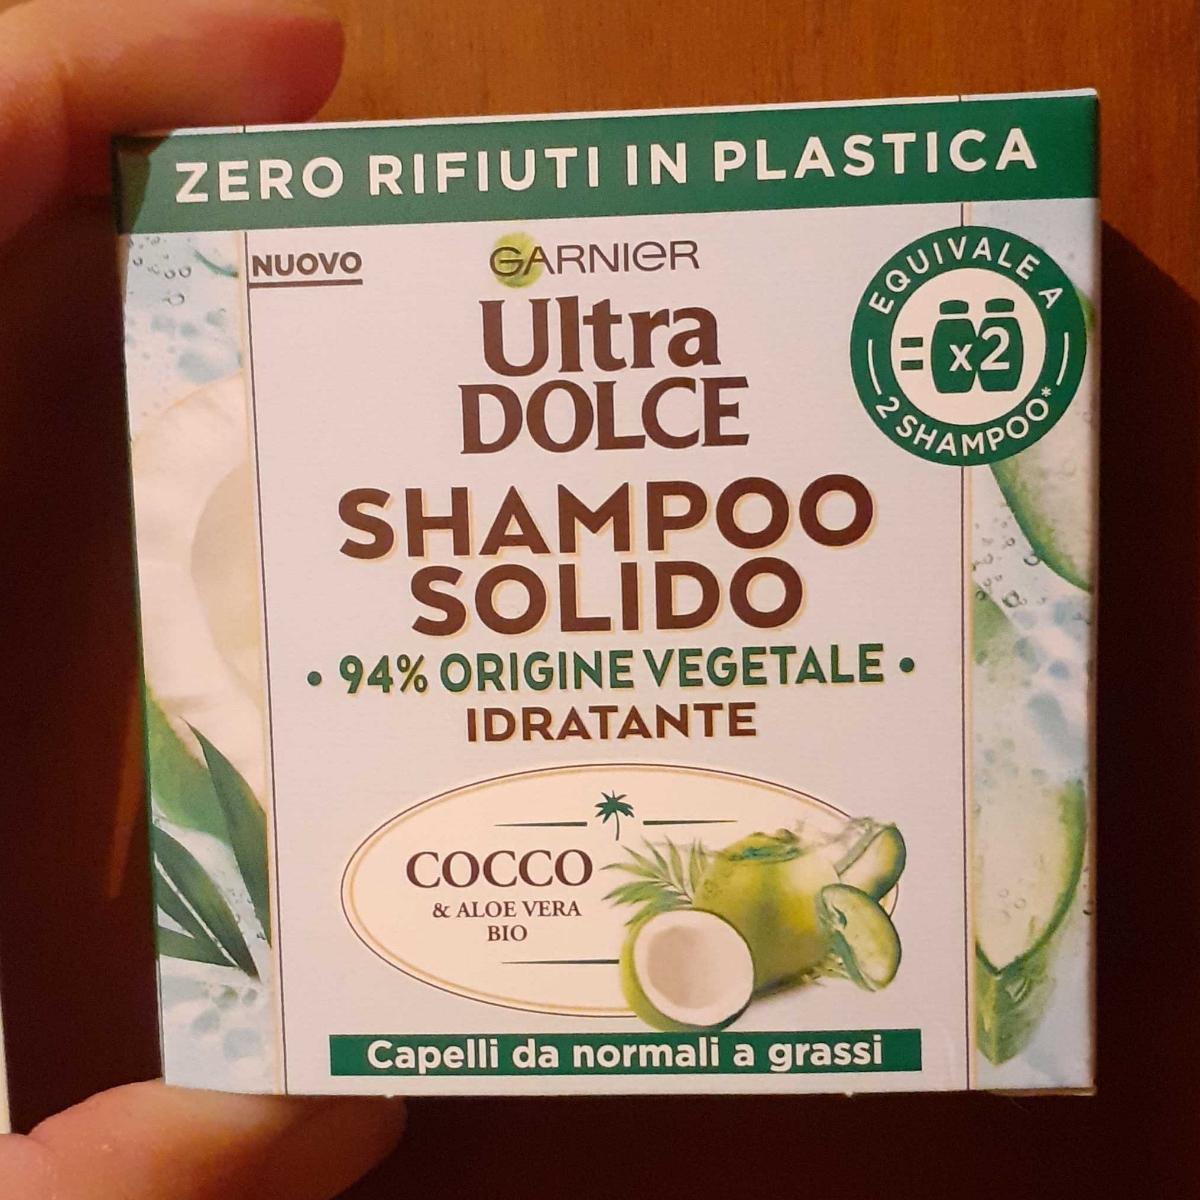 ZERO RIFIUTI IN PLASTICA
NUOVO
GARNIER
Ultra
DOLCE
EQUIVALE A
= x2
2 SHAMPOO*
SHAMPOO
SOLIDO
• 94% ORIGINE VEGETALE •
IDRATANTE
COCCO
& ALOE VERA
BIO
Capelli da normali a grassi